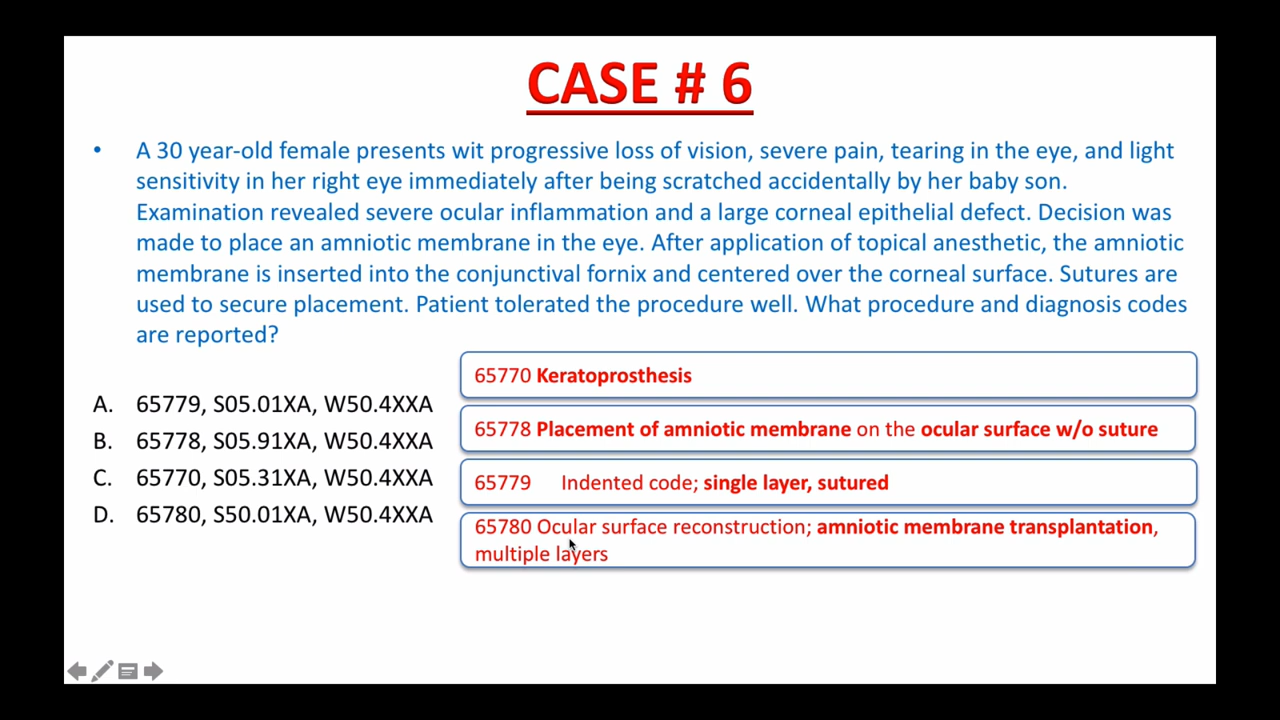 CASE # 6
• A 30 year-old female presents wit progressive loss of vision, severe pain, tearing in the eye, and light
sensitivity in her right eye immediately after being scratched accidentally by her baby son.
Examination revealed severe ocular inflammation and a large corneal epithelial defect. Decision was
made to place an amniotic membrane in the eye. After application of topical anesthetic, the amniotic
membrane is inserted into the conjunctival fornix and centered over the corneal surface. Sutures are
used to secure placement. Patient tolerated the procedure well. What procedure and diagnosis codes
are reported?
A. 65779, S05.01XA, W50.4XXA
B. 65778, S05.91XA, W50.4XXA
C. 65770, S05.31XA, W50.4XXA
D. 65780, S50.01XA, W50.4XXA
65770 Keratoprosthesis
65778 Placement of amniotic membrane on the ocular surface w/o suture
65779 Indented code; single layer, sutured
65780 Ocular surface reconstruction; amniotic membrane transplantation,
multiple layers